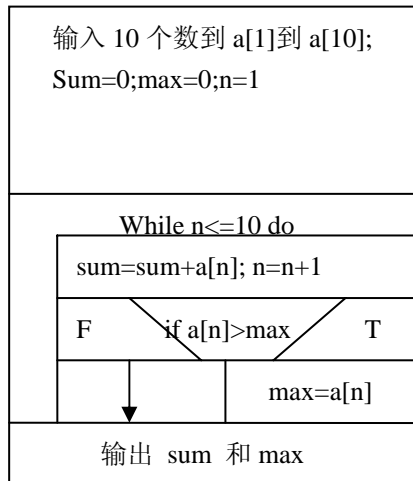 输入 10 个数到 a[1]到 a[10];
Sum=0;max=0;n=1
While n<=10 do
sum=sum+a[n]; n=n+1
F if a[n]>max T
max=a[n]
输出 sum 和 max